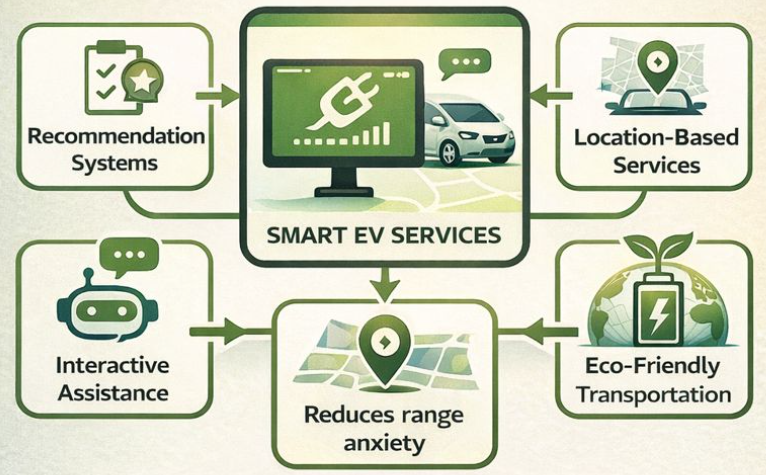 Recommendation
Systems
SMART EV SERVICES
Location-Based
Services
Interactive
Assistance
Reduces range
anxiety
Eco-Friendly
Transportation